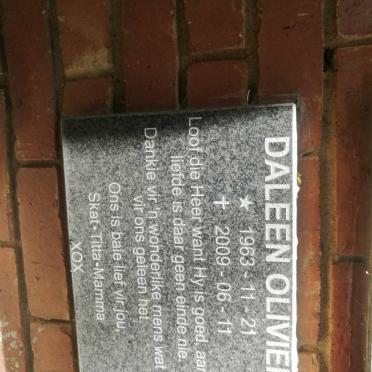 DALEEN OLIVIER
★ 1963-11-21
✝ 2009-06-11
Loof die Heer want Hy is goed, aan
liefde is daar geen einde nie.
Dankie vir 'n wonderlike mens wat
vir ons geleen het.
Ons is baie lief vir jou,
Skat-Tita-Mamma
XOX